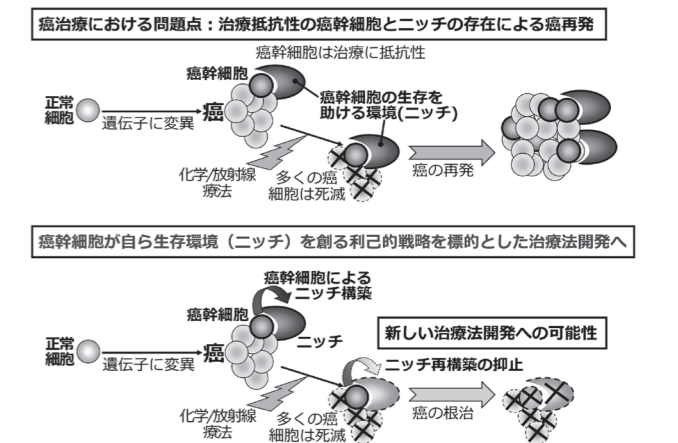 癌治療における問題点：治療抵抗性の癌幹細胞とニッチの存在による癌再発
癌幹細胞は治療に抵抗性
癌幹細胞
正常
細胞
遺伝子に変異
癌
癌幹細胞の生存を
助ける環境(ニッチ)
化学/放射線
療法
多くの癌
細胞は死滅
癌の再発
癌幹細胞が自ら生存環境（ニッチ）を創る利己的戦略を標的とした治療法開発へ
癌幹細胞による
ニッチ構築
癌幹細胞
ニッチ
正常
細胞
遺伝子に変異
癌
新しい治療法開発への可能性
ニッチ再構築の抑止
化学/放射線
療法
多くの癌
細胞は死滅
癌の根治